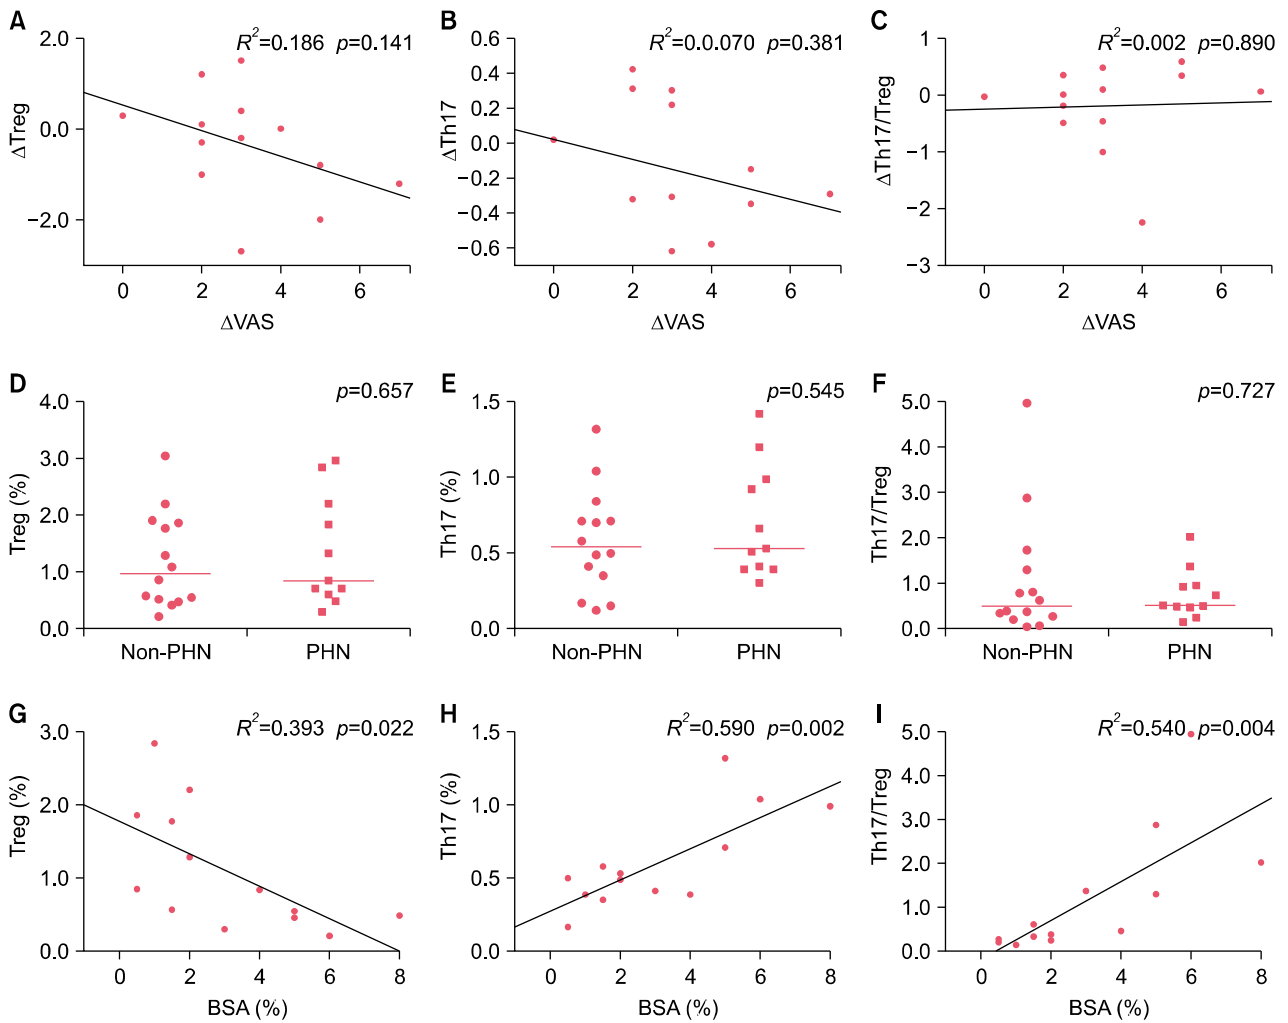 A
R²=0.186 p=0.141
2.0
0.0
−2.0
ΔTreg
0 2 4 6
ΔVAS
B
R²=0.0.070 p=0.381
0.6
0.4
0.2
0.0
−0.2
−0.4
−0.6
ΔTh17
0 2 4 6
ΔVAS
C
R²=0.002 p=0.890
1
0
−1
−2
−3
ΔTh17/Treg
0 2 4 6
ΔVAS
D
p=0.657
4.0
3.0
2.0
1.0
0.0
Treg (%)
Non-PHN PHN
E
p=0.545
1.5
1.0
0.5
0.0
Th17 (%)
Non-PHN PHN
F
p=0.727
5.0
4.0
3.0
2.0
1.0
0.0
Th17/Treg
Non-PHN PHN
G
R²=0.393 p=0.022
3.0
2.0
1.0
0.0
Treg (%)
0 2 4 6 8
BSA (%)
H
R²=0.590 p=0.002
1.5
1.0
0.5
0.0
Th17 (%)
0 2 4 6 8
BSA (%)
I
R²=0.540 p=0.004
5.0
4.0
3.0
2.0
1.0
0.0
Th17/Treg
0 2 4 6 8
BSA (%)